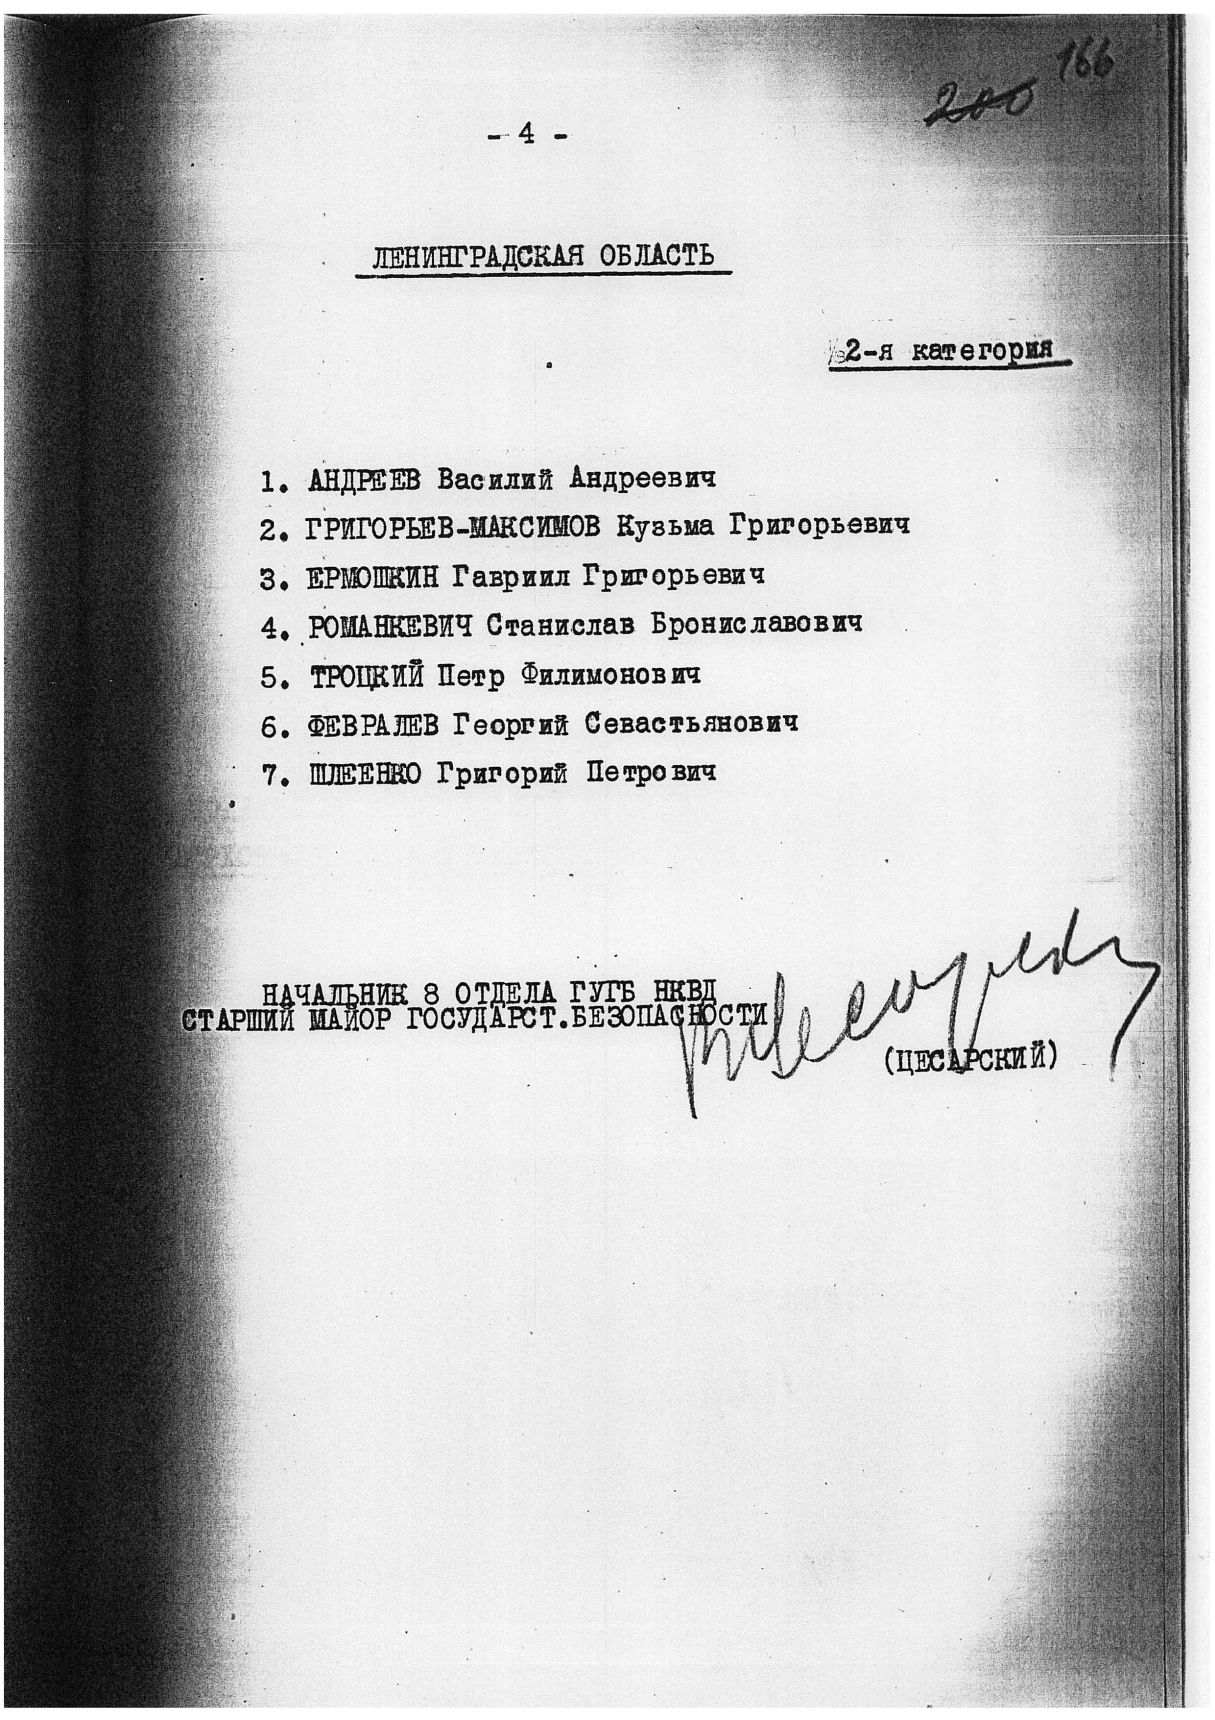 166
200
- 4 -
ЛЕНИНГРАДСКАЯ ОБЛАСТЬ
2-я категория
1. АНДРЕЕВ Василий Андреевич
2. ГРИГОРЬЕВ-МАКСИМОВ Кузьма Григорьевич
3. ЕРМОШКИН Гавриил Григорьевич
4. РОМАНКЕВИЧ Станислав Брониславович
5. ТРОЦКИЙ Петр Филимонович
6. ФЕВРАЛЕВ Георгий Севастьянович
7. ШЛЕЕНКО Григорий Петрович
НАЧАЛЬНИК 8 ОТДЕЛА ГУГБ НКВД
СТАРШИЙ МАЙОР ГОСУДАРСТ.БЕЗОПАСНОСТИ
(ЦЕСАРСКИЙ)